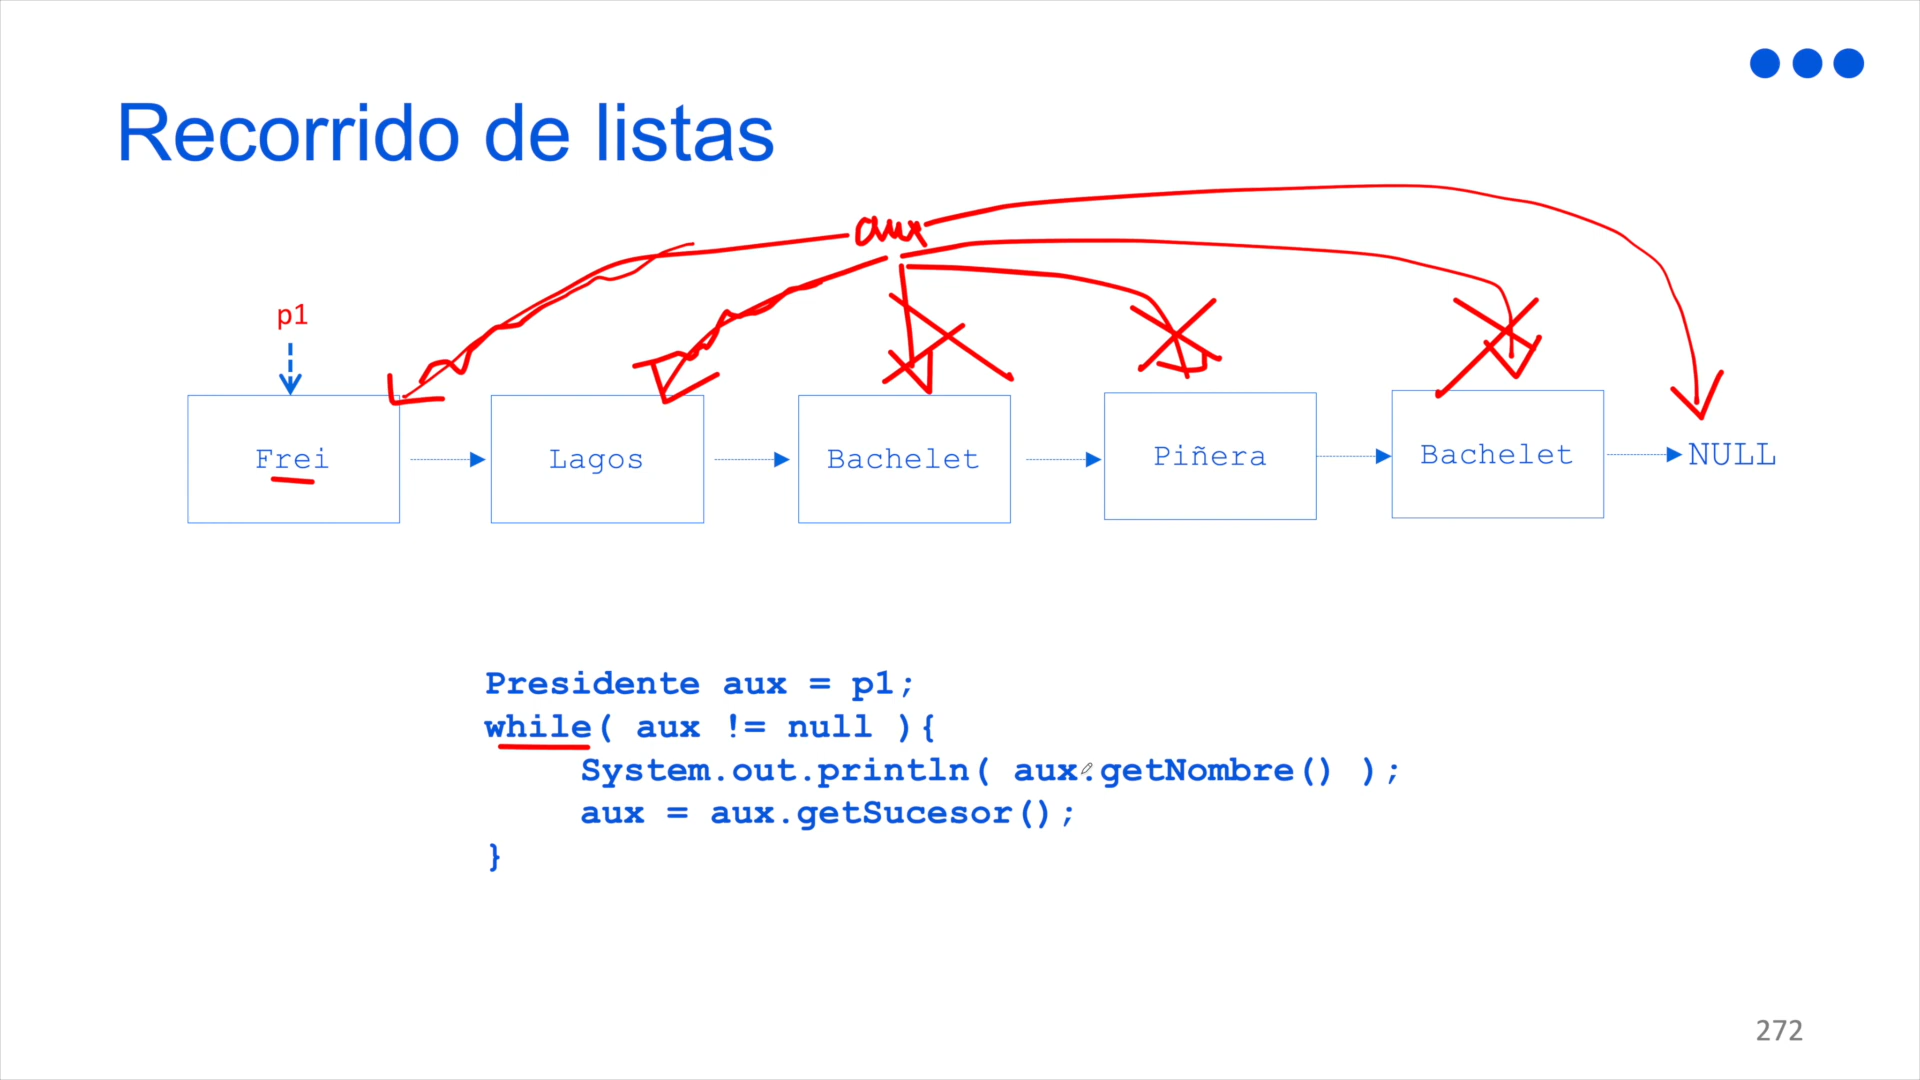 Recorrido de listas
aux
p1
Frei
Lagos
Bachelet
Piñera
Bachelet
NULL
Presidente aux = p1;
while( aux != null ){
System.out.println( aux.getNombre() );
aux = aux.getSucesor();
}
272